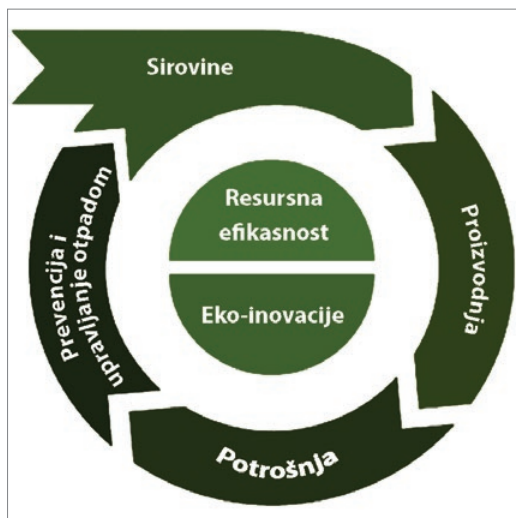 Sirovine
Proizvodnja
Potrošnja
Prevencija i
upravljanje otpadom
Resursna
efikasnost
Eko-inovacije